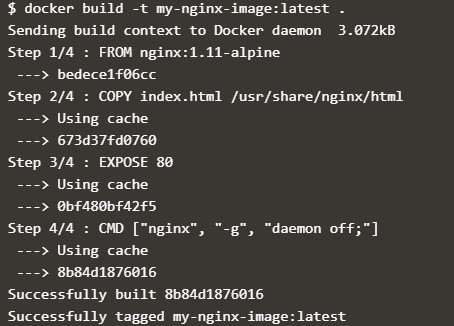 $ docker build -t my-nginx-image:latest .
Sending build context to Docker daemon  3.072kB
Step 1/4 : FROM nginx:1.11-alpine
 ---> bedece1f06cc
Step 2/4 : COPY index.html /usr/share/nginx/html
 ---> Using cache
 ---> 673d37fd0760
Step 3/4 : EXPOSE 80
 ---> Using cache
 ---> 0bf480bf42f5
Step 4/4 : CMD ["nginx", "-g", "daemon off;"]
 ---> Using cache
 ---> 8b84d1876016
Successfully built 8b84d1876016
Successfully tagged my-nginx-image:latest